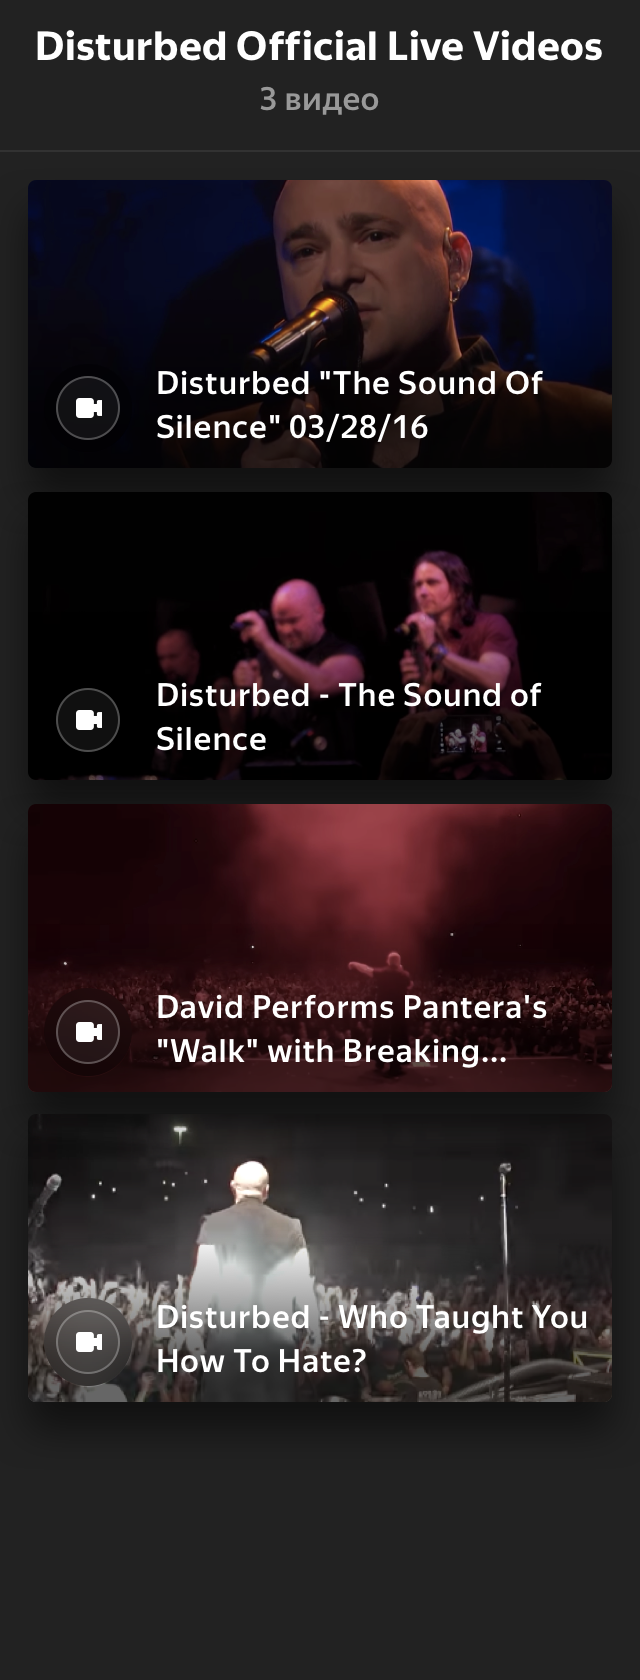 Disturbed Official Live Videos
3 видео
Disturbed "The Sound Of
Silence" 03/28/16
Disturbed - The Sound of
Silence
David Performs Pantera's
"Walk" with Breaking...
Disturbed - Who Taught You
How To Hate?